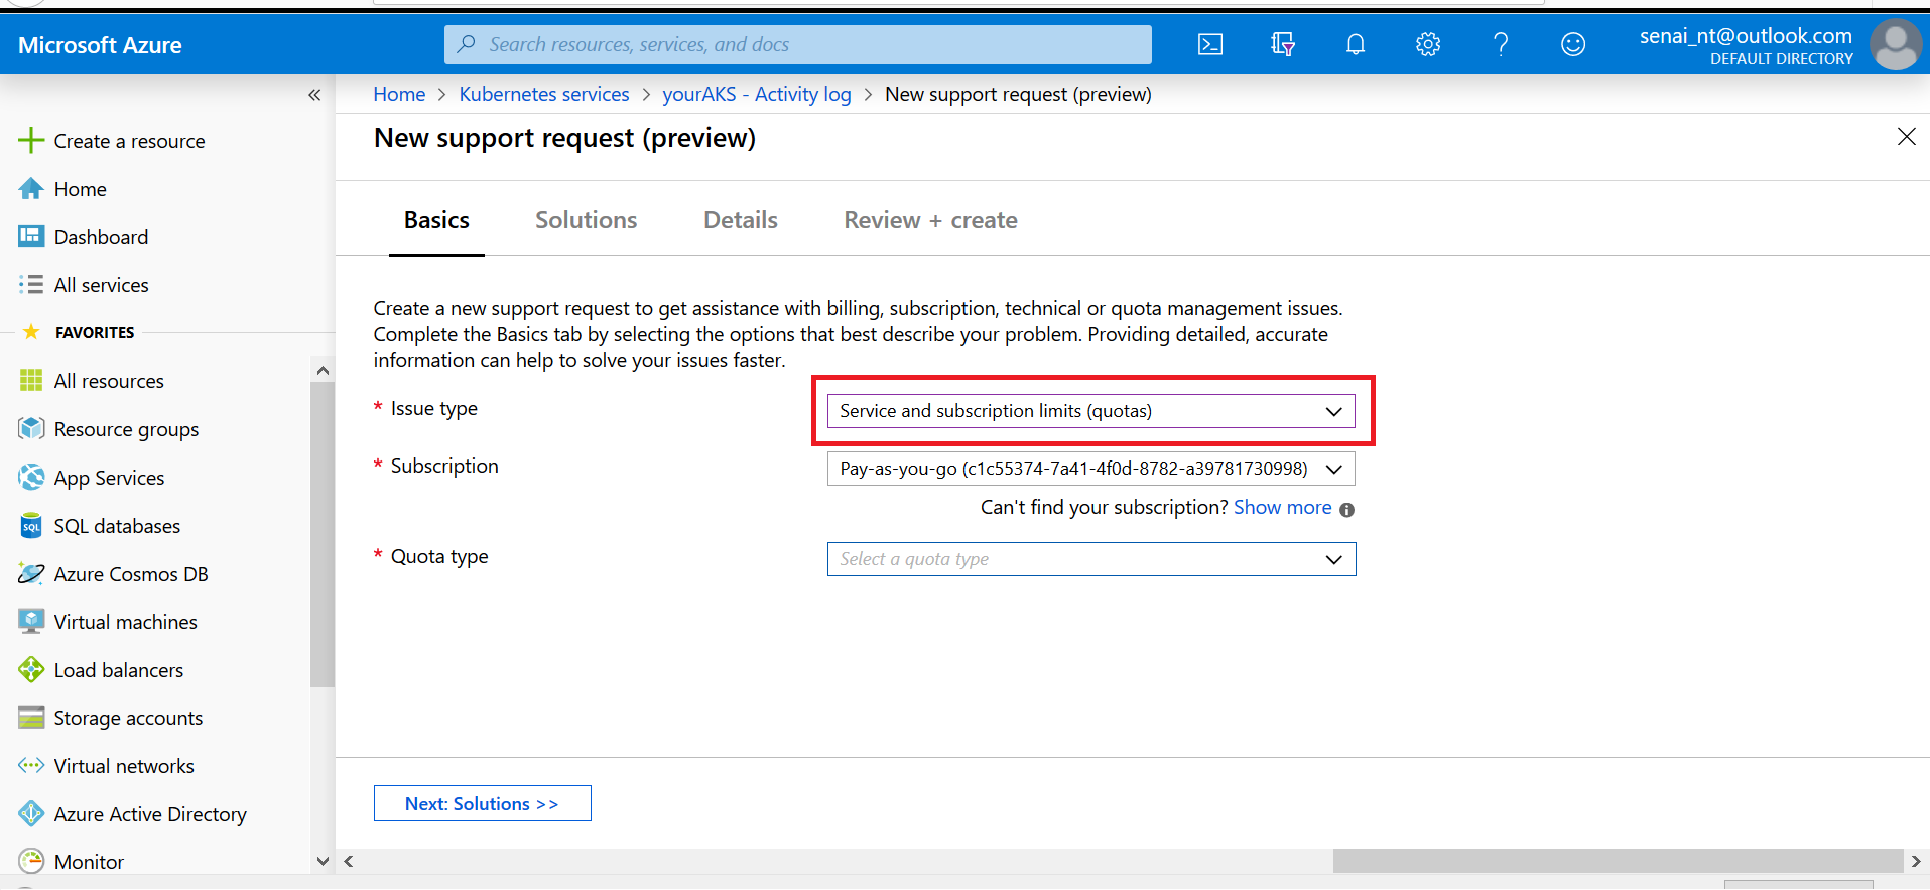 Microsoft Azure
Search resources, services, and docs
senai_nt@outlook.com
DEFAULT DIRECTORY
Home > Kubernetes services > yourAKS - Activity log > New support request (preview)
New support request (preview)
Create a resource
Home
Dashboard
All services
FAVORITES
All resources
Resource groups
App Services
SQL databases
Azure Cosmos DB
Virtual machines
Load balancers
Storage accounts
Virtual networks
Azure Active Directory
Monitor
Basics Solutions Details Review + create
Create a new support request to get assistance with billing, subscription, technical or quota management issues.
Complete the Basics tab by selecting the options that best describe your problem. Providing detailed, accurate
information can help to solve your issues faster.
* Issue type
Service and subscription limits (quotas)
* Subscription
Pay-as-you-go (c1c55374-7a41-4f0d-8782-a39781730998)
Can't find your subscription? Show more
* Quota type
Select a quota type
Next: Solutions >>